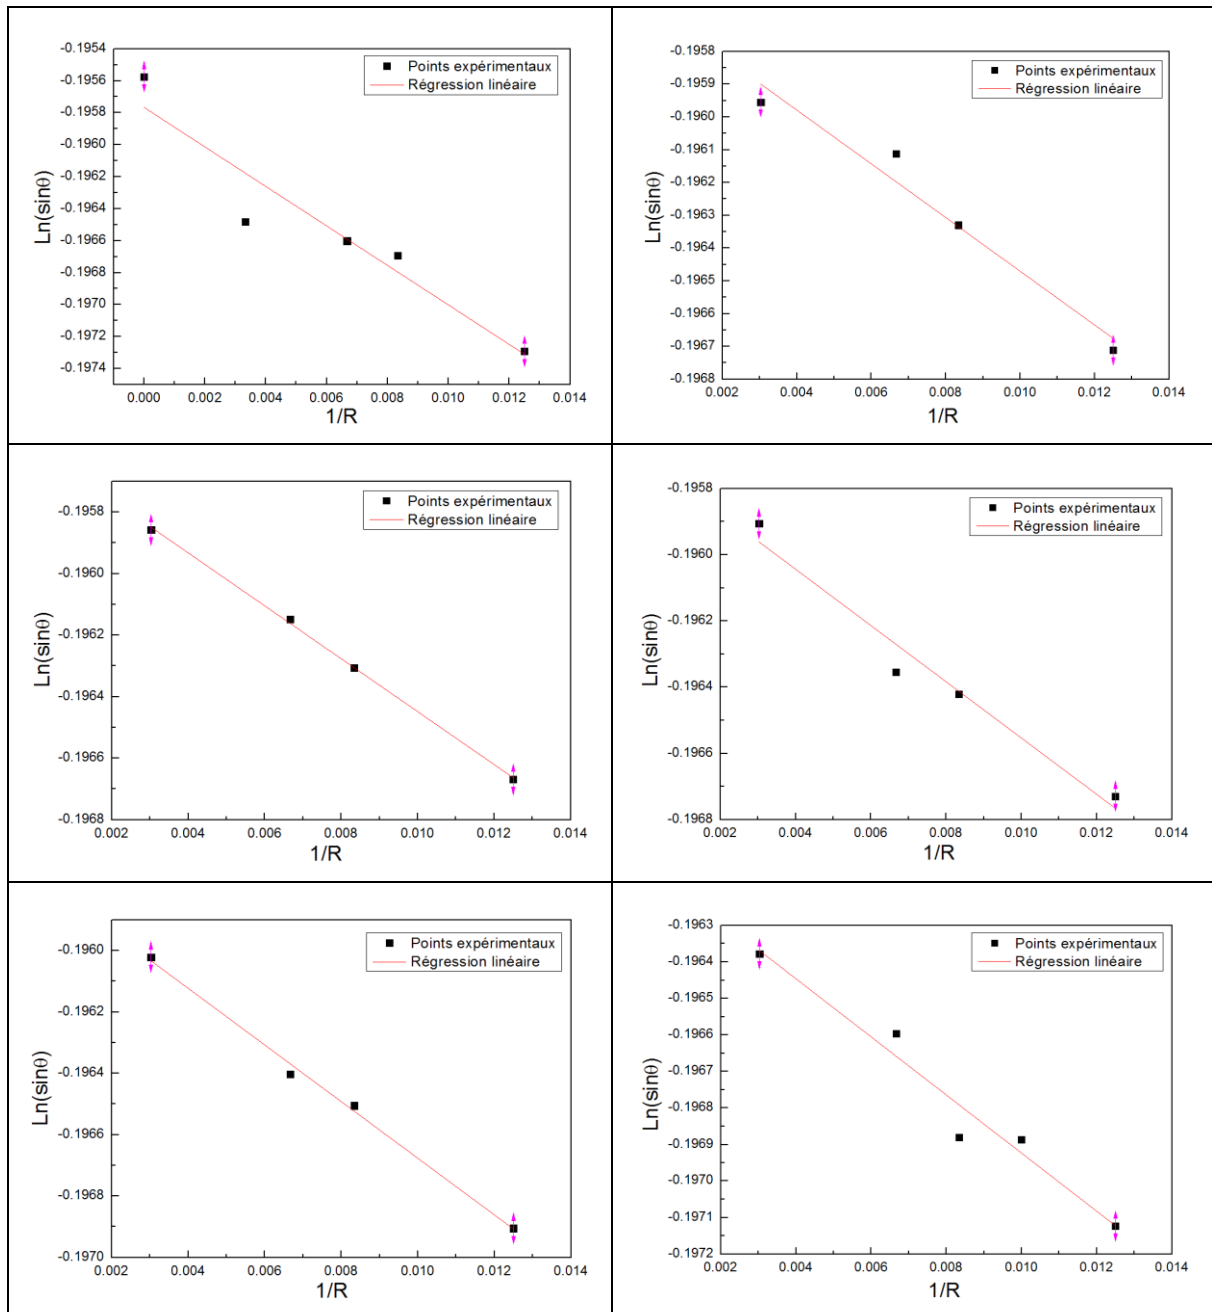 -0.1954
-0.1956
-0.1958
-0.1960
-0.1962
-0.1964
-0.1966
-0.1968
-0.1970
-0.1972
-0.1974
Ln(sinθ)
Points expérimentaux
Régression linéaire
0.000 0.002 0.004 0.006 0.008 0.010 0.012 0.014
1/R
-0.1958
-0.1959
-0.1960
-0.1961
-0.1962
-0.1963
-0.1964
-0.1965
-0.1966
-0.1967
-0.1968
Ln(sinθ)
Points expérimentaux
Régression linéaire
0.002 0.004 0.006 0.008 0.010 0.012 0.014
1/R
-0.1958
-0.1960
-0.1962
-0.1964
-0.1966
-0.1968
Ln(sinθ)
Points expérimentaux
Régression linéaire
0.002 0.004 0.006 0.008 0.010 0.012 0.014
1/R
-0.1958
-0.1960
-0.1962
-0.1964
-0.1966
-0.1968
Ln(sinθ)
Points expérimentaux
Régression linéaire
0.002 0.004 0.006 0.008 0.010 0.012 0.014
1/R
-0.1960
-0.1962
-0.1964
-0.1966
-0.1968
-0.1970
Ln(sinθ)
Points expérimentaux
Régression linéaire
0.002 0.004 0.006 0.008 0.010 0.012 0.014
1/R
-0.1963
-0.1964
-0.1965
-0.1966
-0.1967
-0.1968
-0.1969
-0.1970
-0.1971
-0.1972
Ln(sinθ)
Points expérimentaux
Régression linéaire
0.002 0.004 0.006 0.008 0.010 0.012 0.014
1/R